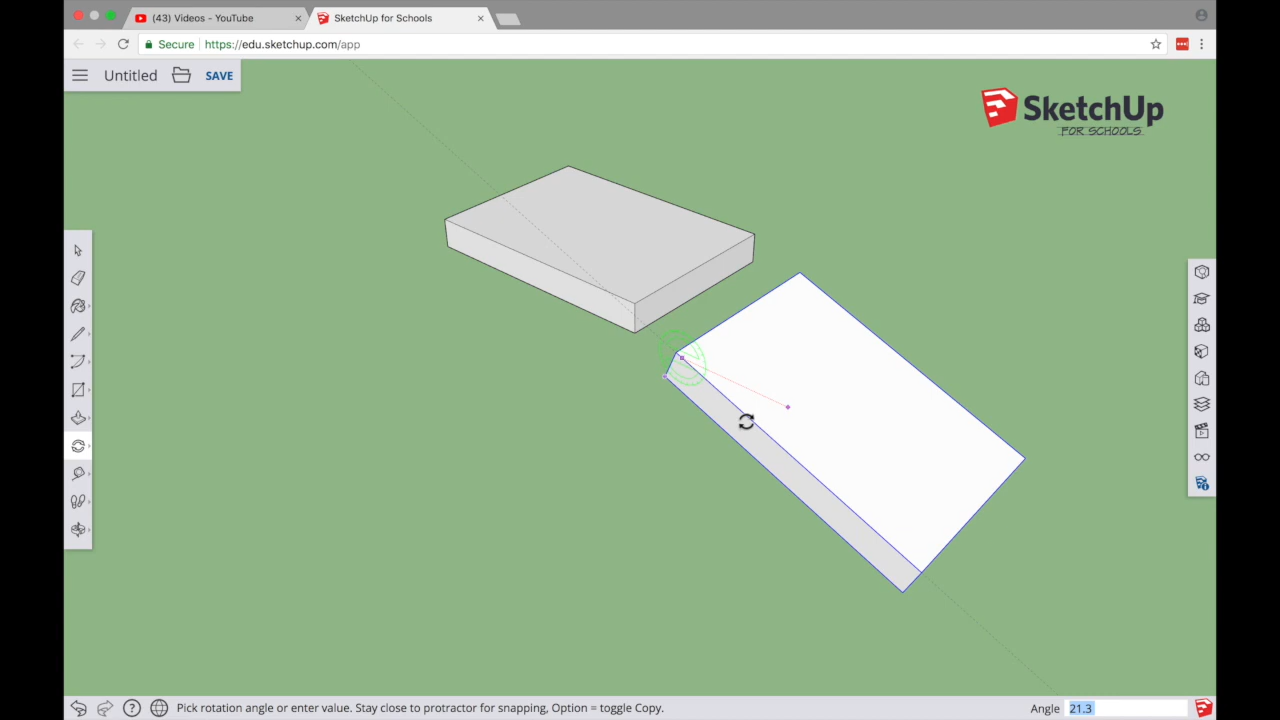 (43) Videos - YouTube
SketchUp for Schools
Secure https://edu.sketchup.com/app
Untitled SAVE
SketchUp
FOR SCHOOLS
Pick rotation angle or enter value. Stay close to protractor for snapping, Option = toggle Copy.
Angle 21.3